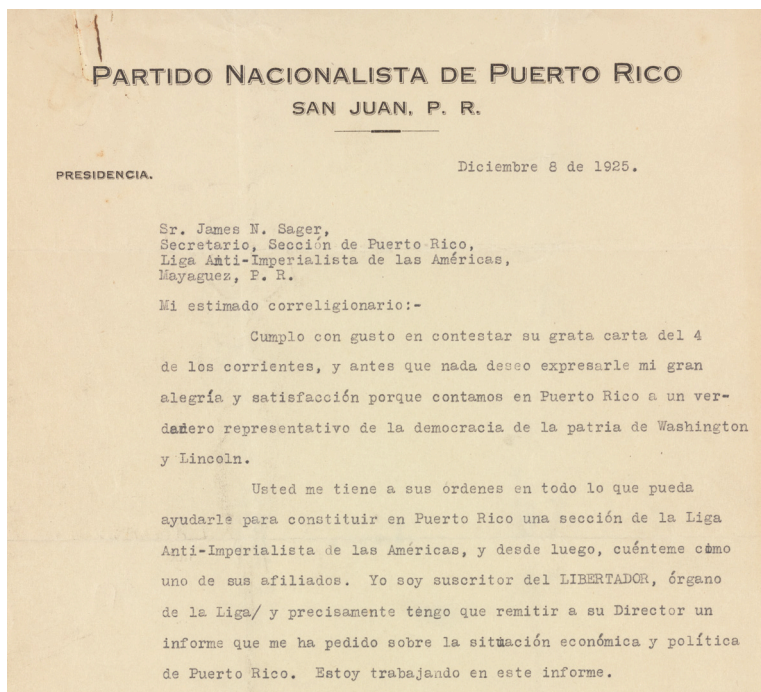 PARTIDO NACIONALISTA DE PUERTO RICO
SAN JUAN, P. R.
PRESIDENCIA.
Diciembre 8 de 1925.
Sr. James N. Sager,
Secretario, Sección de Puerto Rico,
Liga Anti-Imperialista de las Américas,
Mayaguez, P. R.
Mi estimado correligionario:-
Cumplo con gusto en contestar su grata carta del 4
de los corrientes, y antes que nada deseo expresarle mi gran
alegría y satisfacción porque contamos en Puerto Rico a un ver-
dadero representativo de la democracia de la patria de Washington
y Lincoln.
Usted me tiene a sus órdenes en todo lo que pueda
ayudarle para constituir en Puerto Rico una sección de la Liga
Anti-Imperialista de las Américas, y desde luego, cuénteme como
uno de sus afiliados. Yo soy suscritor del LIBERTADOR, órgano
de la Liga/ y precisamente tengo que remitir a su Director un
informe que me ha pedido sobre la situación económica y política
de Puerto Rico. Estoy trabajando en este informe.